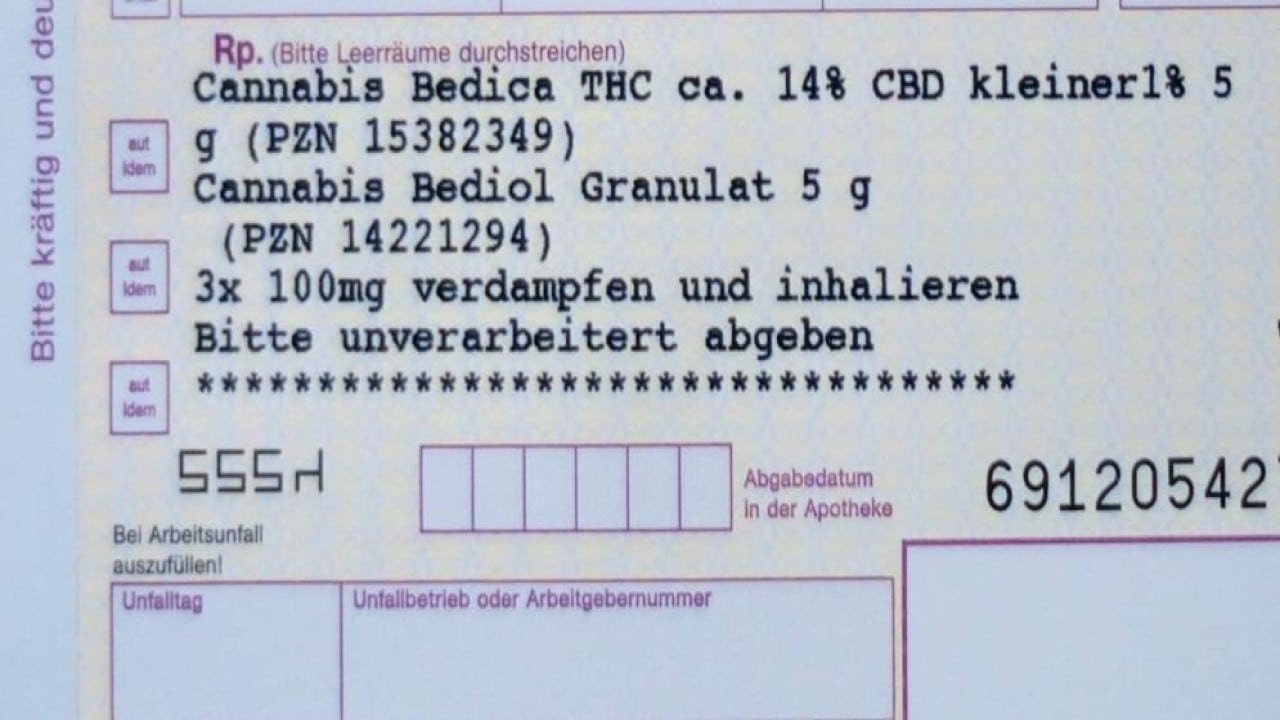 Bitte kräftig und deu
Rp. (Bitte Leerräume durchstreichen)
Cannabis Bedica THC ca. 14% CBD kleiner1% 5
g (PZN 15382349)
Cannabis Bediol Granulat 5 g
(PZN 14221294)
3x 100mg verdampfen und inhalieren
Bitte unverarbeitert abgeben
**********************************
aut
idem
aut
idem
aut
idem
Abgabedatum
in der Apotheke
69120542
Bei Arbeitsunfall
auszufüllen!
Unfalltag
Unfallbetrieb oder Arbeitgebernummer